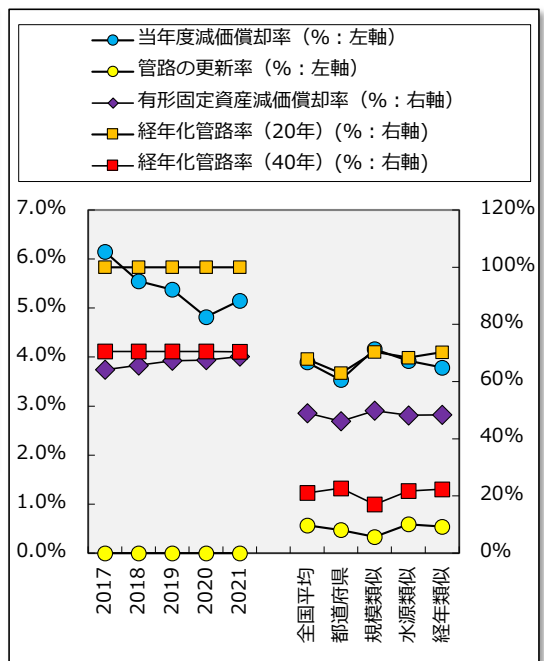 当年度減価償却率（%：左軸）
管路の更新率（%：左軸）
有形固定資産減価償却率（%：右軸）
経年化管路率（20年）(%：右軸)
経年化管路率（40年）(%：右軸)
7.0%
6.0%
5.0%
4.0%
3.0%
2.0%
1.0%
0.0%
120%
100%
80%
60%
40%
20%
0%
2017
2018
2019
2020
2021
全国平均
都道府県
規模類似
水源類似
経年類似